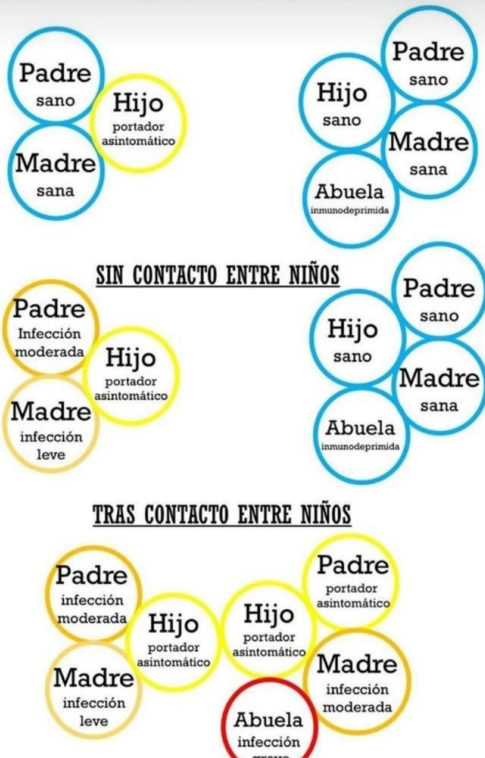 Padre
sano
Hijo
portador
asintomático
Madre
sana
Padre
sano
Hijo
sano
Madre
sana
Abuela
inmunodeprimida
SIN CONTACTO ENTRE NIÑOS
Padre
Infección
moderada
Hijo
portador
asintomático
Madre
infección
leve
Padre
sano
Hijo
sano
Madre
sana
Abuela
inmunodeprimida
TRAS CONTACTO ENTRE NIÑOS
Padre
infección
moderada
Hijo
portador
asintomático
Madre
infección
leve
Padre
portador
asintomático
Hijo
portador
asintomático
Madre
infección
moderada
Abuela
infección